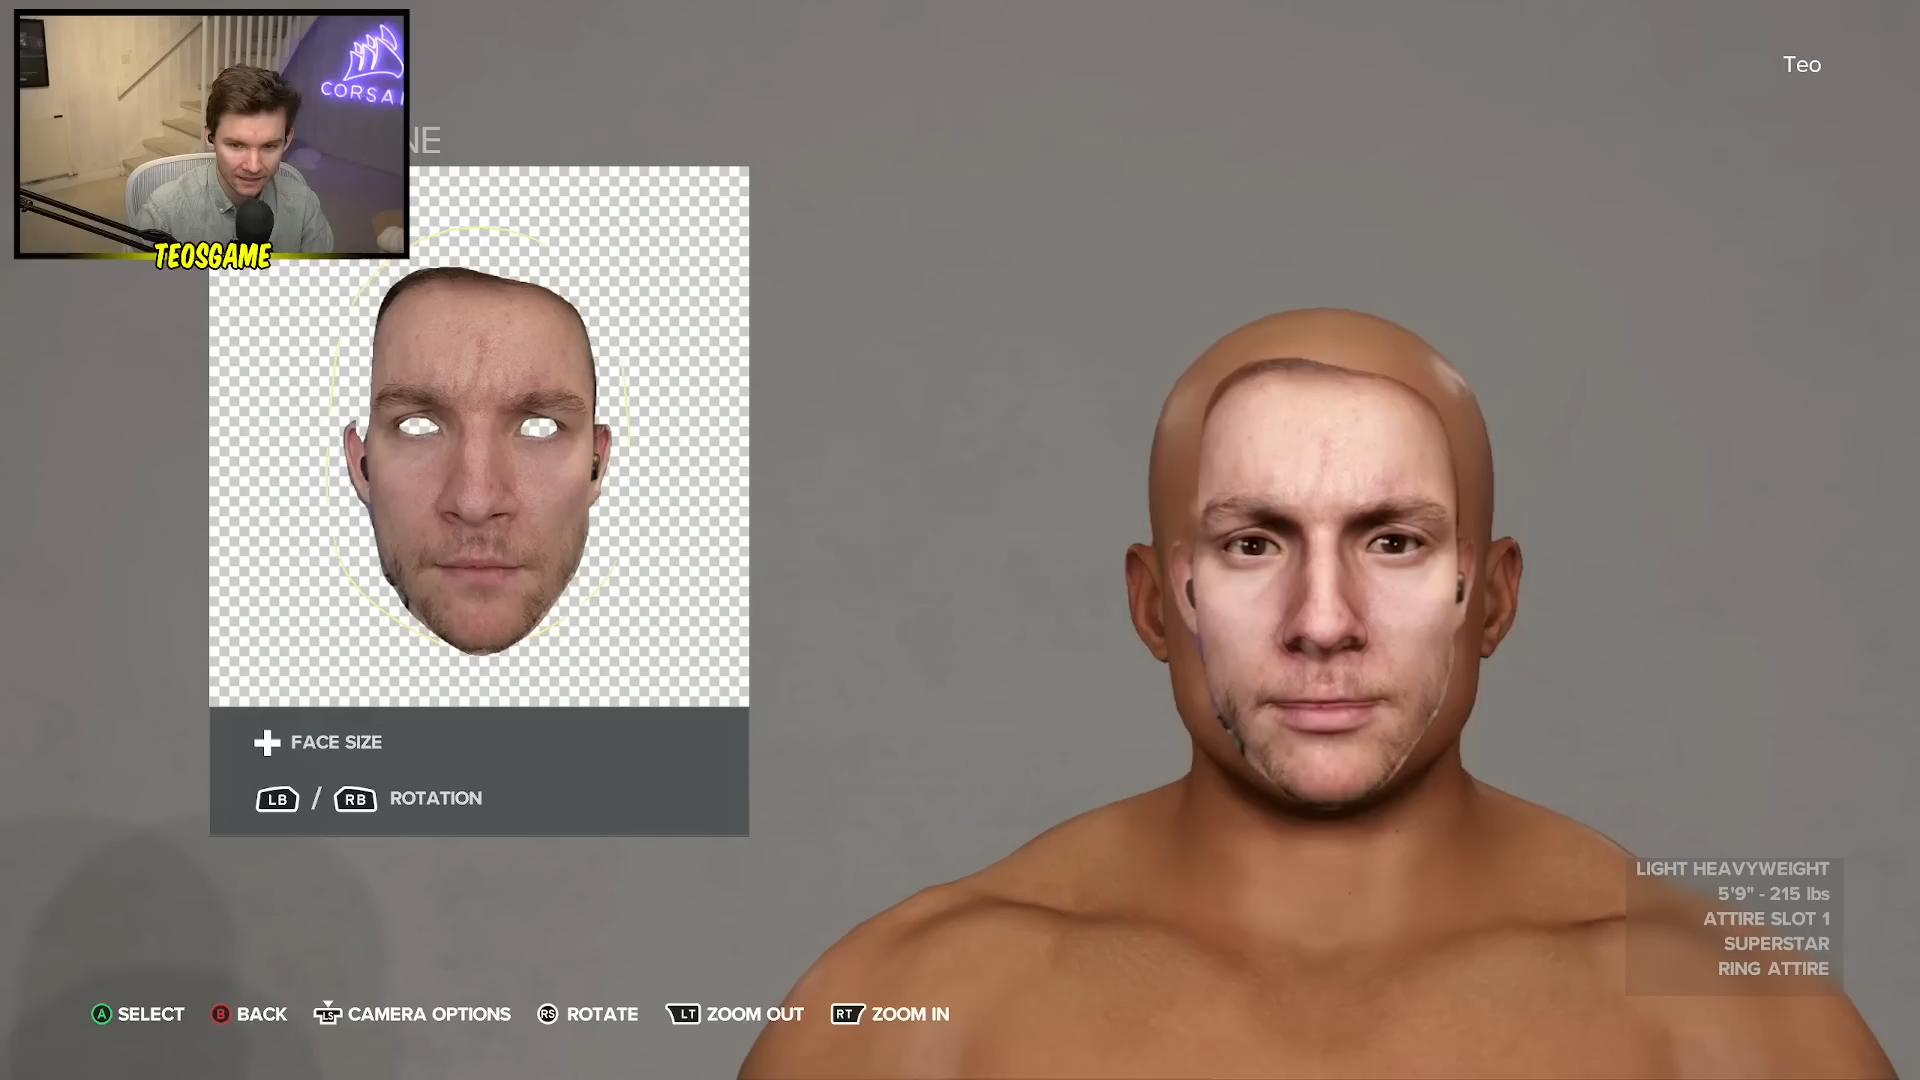 CORSA
TEOSGAME
NE
Teo
FACE SIZE
LB / RB ROTATION
LIGHT HEAVYWEIGHT
5'9" - 215 lbs
ATTIRE SLOT 1
SUPERSTAR
RING ATTIRE
A SELECT B BACK LS CAMERA OPTIONS RS ROTATE LT ZOOM OUT RT ZOOM IN